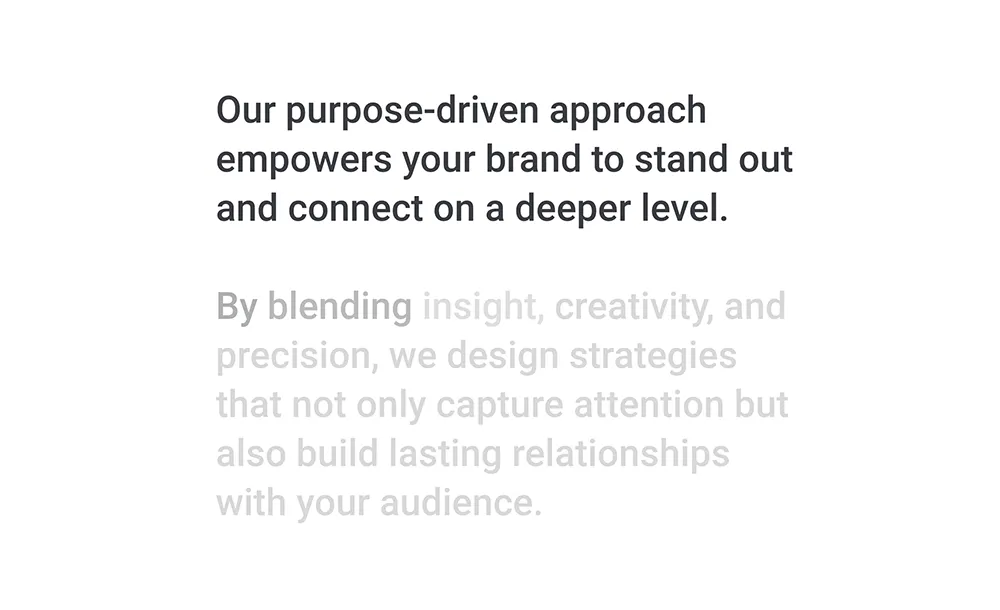 Our purpose-driven approach
empowers your brand to stand out
and connect on a deeper level.
By blending insight, creativity, and
precision, we design strategies
that not only capture attention but
also build lasting relationships
with your audience.